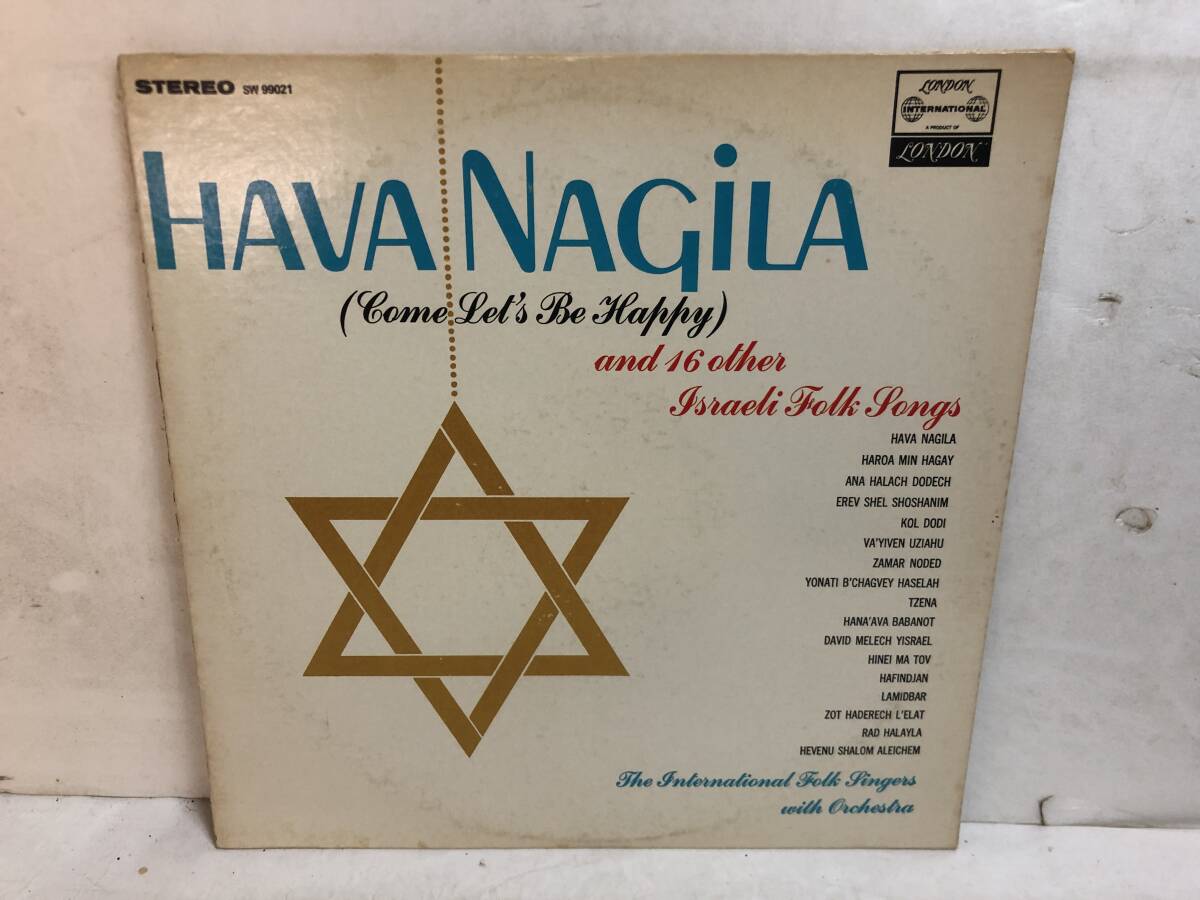 STEREO SW 99021
LONDON
INTERNATIONAL
A PRODUCT OF
LONDON
HAVA NAGILA
(Come Let's Be Happy)
and 16 other
Israeli Folk Songs
HAVA NAGILA
HAROA MIN HAGAY
ANA HALACH DODECH
EREV SHEL SHOSHANIM
KOL DODI
VA'YIVEN UZIAHU
ZAMAR NODED
YONATI B'CHAGVEY HASELAH
TZENA
HANA'AVA BABANOT
DAVID MELECH YISRAEL
HINEI MA TOV
HAFINDJAN
LAMIDBAR
ZOT HADERECH L'ELAT
RAD HALAYLA
HEVENU SHALOM ALEICHEM
The International Folk Singers
with Orchestra